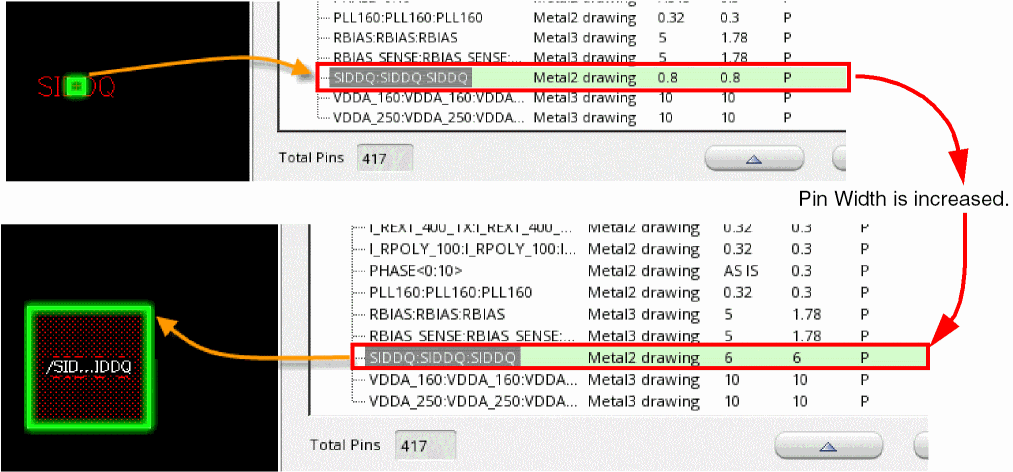 PLL160:PLL160:PLL160 Metal2 drawing 0.32 0.3 P
RBIAS:RBIAS:RBIAS Metal3 drawing 5 1.78 P
RBIAS_SENSE:RBIAS_SENSE:... Metal3 drawing 5 1.78 P
SIDDQ:SIDDQ:SIDDQ Metal2 drawing 0.8 0.8 P
VDDA_160:VDDA_160:VDDA... Metal3 drawing 10 10 P
VDDA_250:VDDA_250:VDDA... Metal3 drawing 10 10 P
SIDDQ
Total Pins 417
Pin Width is increased.
I_REXT_400_TX:I_REXT_400_... Metal2 drawing 0.32 0.3 P
I_RPOLY_100:I_RPOLY_100:I... Metal2 drawing 0.32 0.3 P
PHASE<0:10> Metal2 drawing AS IS 0.3 P
PLL160:PLL160:PLL160 Metal2 drawing 0.32 0.3 P
RBIAS:RBIAS:RBIAS Metal3 drawing 5 1.78 P
RBIAS_SENSE:RBIAS_SENSE:... Metal3 drawing 5 1.78 P
SIDDQ:SIDDQ:SIDDQ Metal2 drawing 6 6 P
VDDA_160:VDDA_160:VDDA... Metal3 drawing 10 10 P
VDDA_250:VDDA_250:VDDA... Metal3 drawing 10 10 P
/SID...IDDQ
Total Pins 417